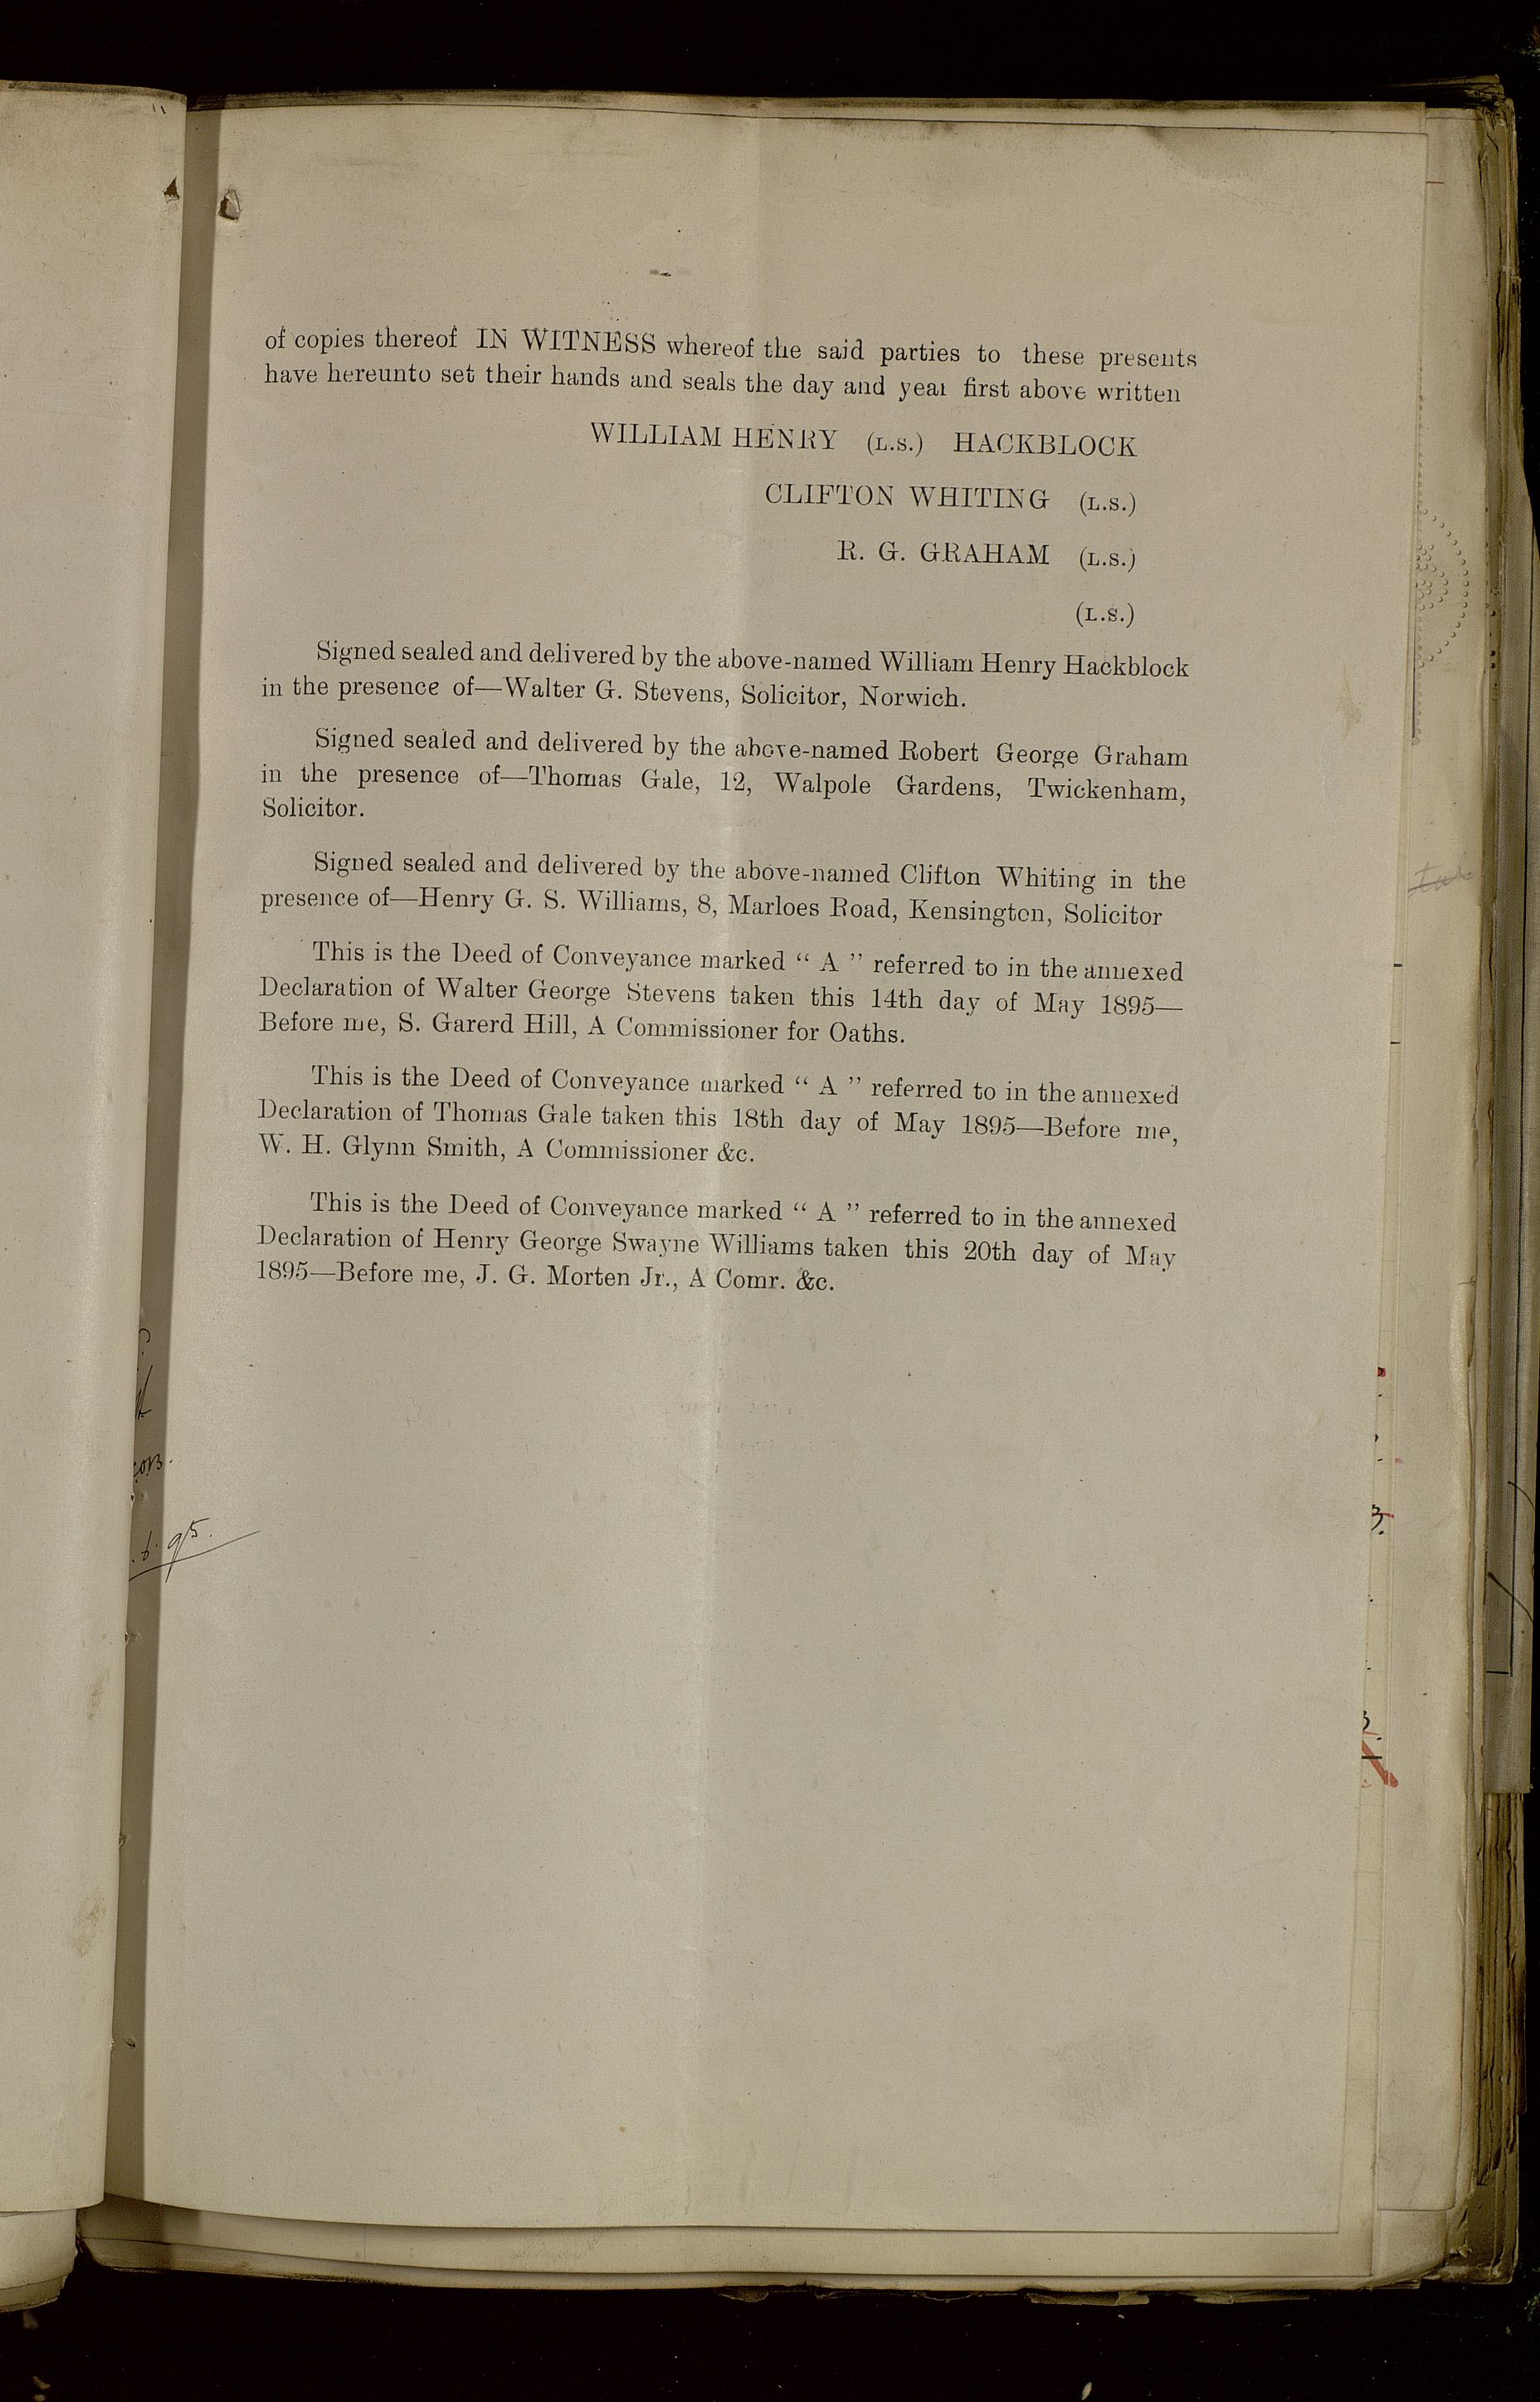 of copies thereof IN WITNESS whereof the said parties to these presents
have hereunto set their hands and seals the day and year first above written
WILLIAM HENRY (L.S.) HACKBLOCK
CLIFTON WHITING (L.S.)
R. G. GRAHAM (L.S.)
(L.S.)
Signed sealed and delivered by the above-named William Henry Hackblock
in the presence of—Walter G. Stevens, Solicitor, Norwich.
Signed sealed and delivered by the above-named Robert George Graham
in the presence of—Thomas Gale, 12, Walpole Gardens, Twickenham,
Solicitor.
Signed sealed and delivered by the above-named Clifton Whiting in the
presence of—Henry G. S. Williams, 8, Marloes Road, Kensington, Solicitor
This is the Deed of Conveyance marked “ A ” referred to in the annexed
Declaration of Walter George Stevens taken this 14th day of May 1895—
Before me, S. Garerd Hill, A Commissioner for Oaths.
This is the Deed of Conveyance marked “ A ” referred to in the annexed
Declaration of Thomas Gale taken this 18th day of May 1895—Before me,
W. H. Glynn Smith, A Commissioner &c.
This is the Deed of Conveyance marked “ A ” referred to in the annexed
Declaration of Henry George Swayne Williams taken this 20th day of May
1895—Before me, J. G. Morten Jr., A Comr. &c.
.6.95.